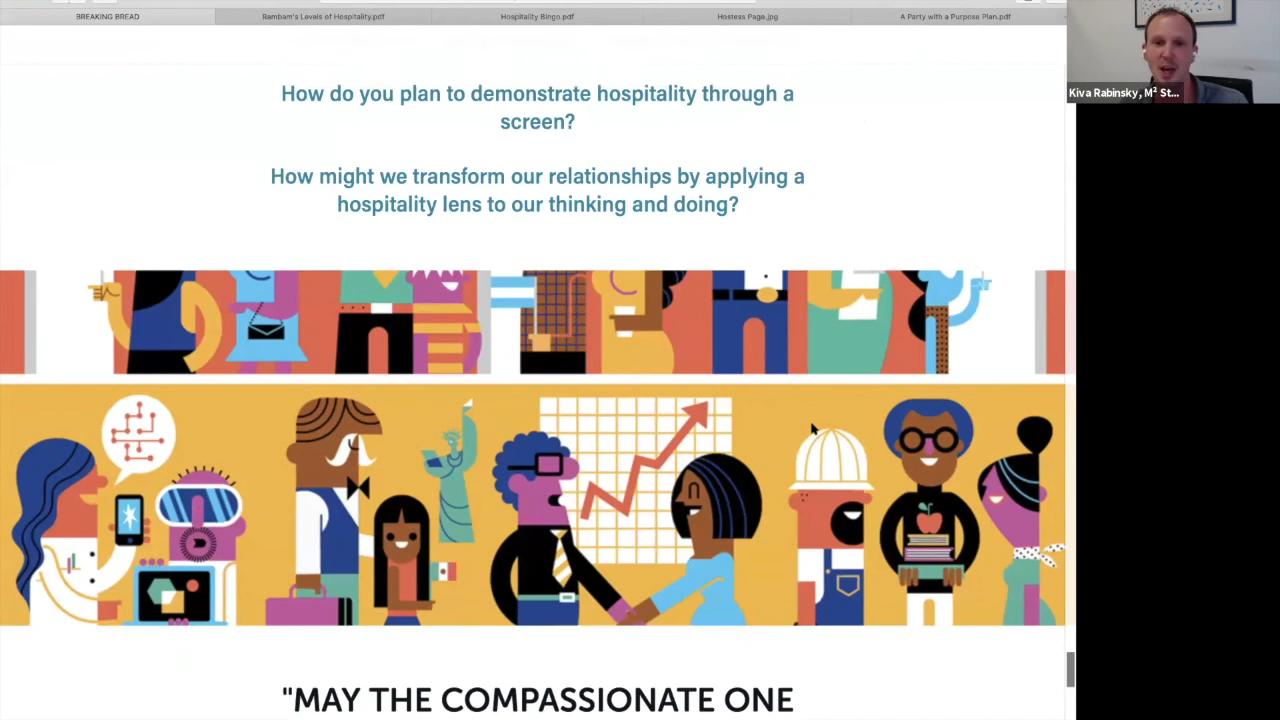 BREAKING BREAD
Rambam's Levels of Hospitality.pdf
Hospitality Bingo.pdf
Hostess Page.jpg
A Party with a Purpose Plan.pdf
Kiva Rabinsky, M² St...
How do you plan to demonstrate hospitality through a
screen?
How might we transform our relationships by applying a
hospitality lens to our thinking and doing?
"MAY THE COMPASSIONATE ONE